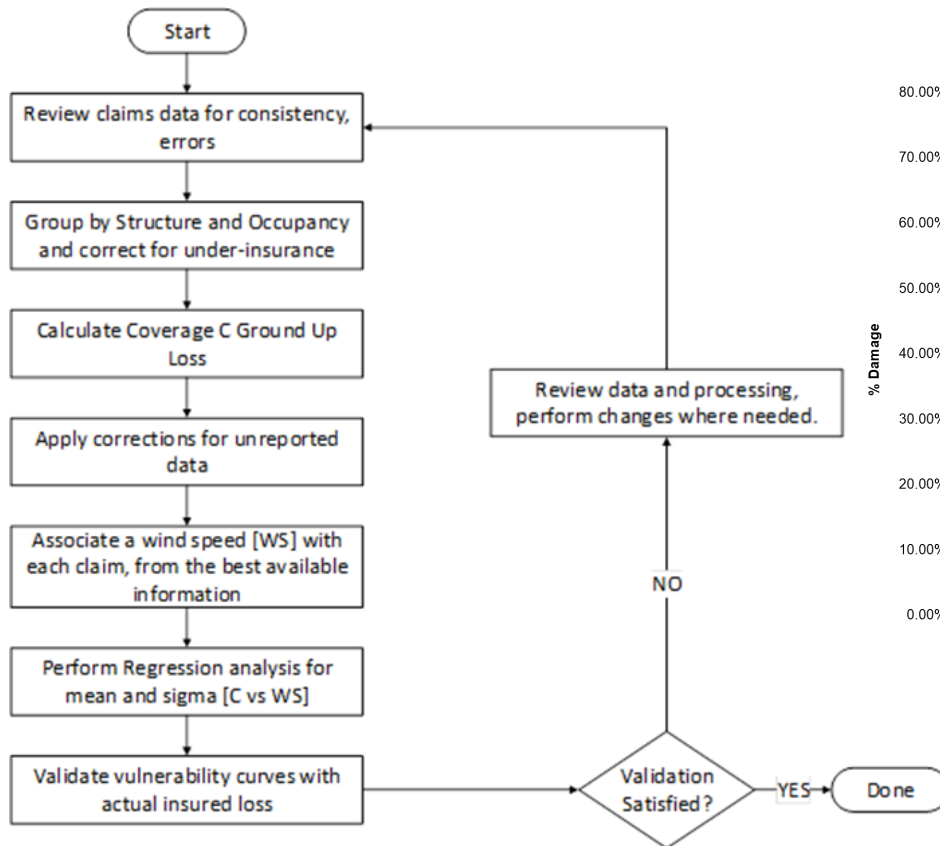 Start
Review claims data for consistency,
errors
Group by Structure and Occupancy
and correct for under-insurance
Calculate Coverage C Ground Up
Loss
Apply corrections for unreported
data
Associate a wind speed [WS] with
each claim, from the best available
information
Perform Regression analysis for
mean and sigma [C vs WS]
Validate vulnerability curves with
actual insured loss
Validation
Satisfied?
YES
Done
NO
Review data and processing,
perform changes where needed.
% Damage
80.00%
70.00%
60.00%
50.00%
40.00%
30.00%
20.00%
10.00%
0.00%